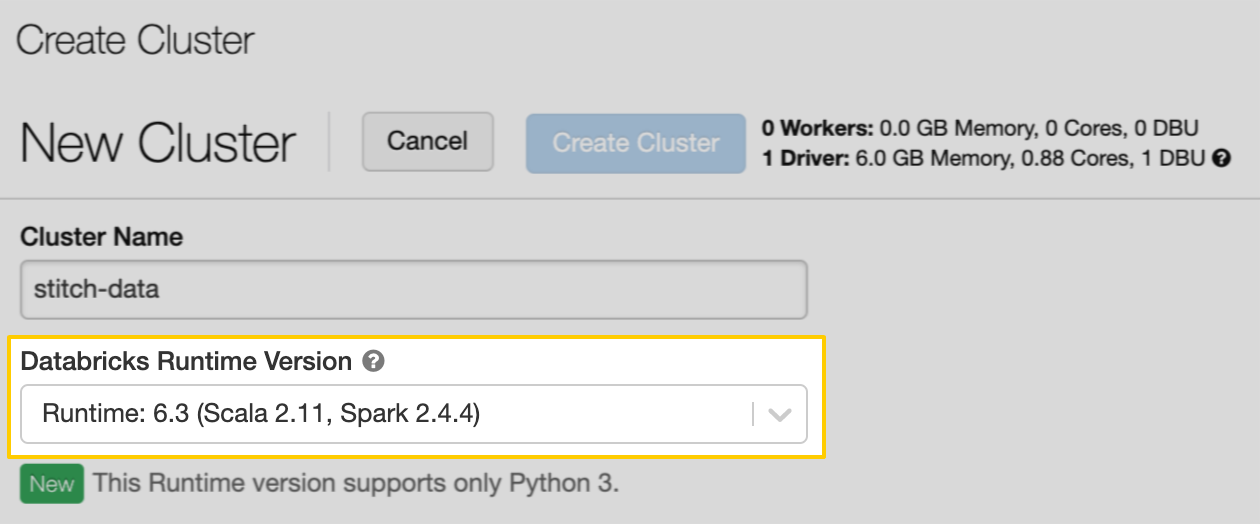 Create Cluster
New Cluster
Cancel
Create Cluster
0 Workers: 0.0 GB Memory, 0 Cores, 0 DBU
1 Driver: 6.0 GB Memory, 0.88 Cores, 1 DBU ?
Cluster Name
stitch-data
Databricks Runtime Version ?
Runtime: 6.3 (Scala 2.11, Spark 2.4.4)
New This Runtime version supports only Python 3.